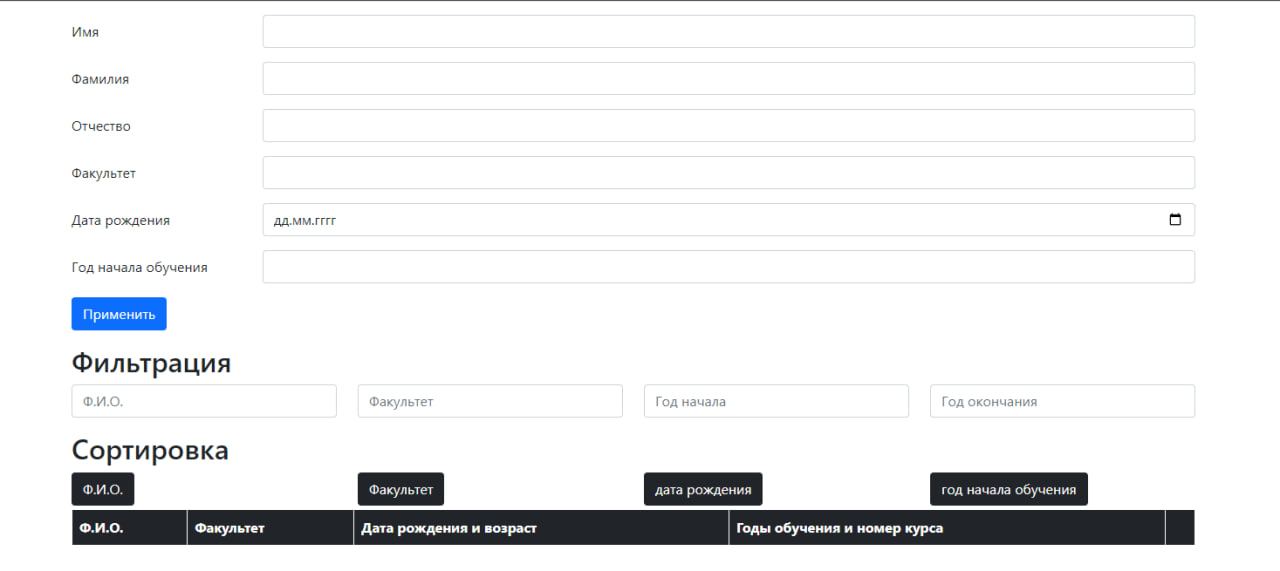 Имя
Фамилия
Отчество
Факультет
Дата рождения дд.мм.гггг
Год начала обучения
Применить
Фильтрация
Ф.И.О. Факультет Год начала Год окончания
Сортировка
Ф.И.О. Факультет дата рождения год начала обучения
Ф.И.О. Факультет Дата рождения и возраст Годы обучения и номер курса